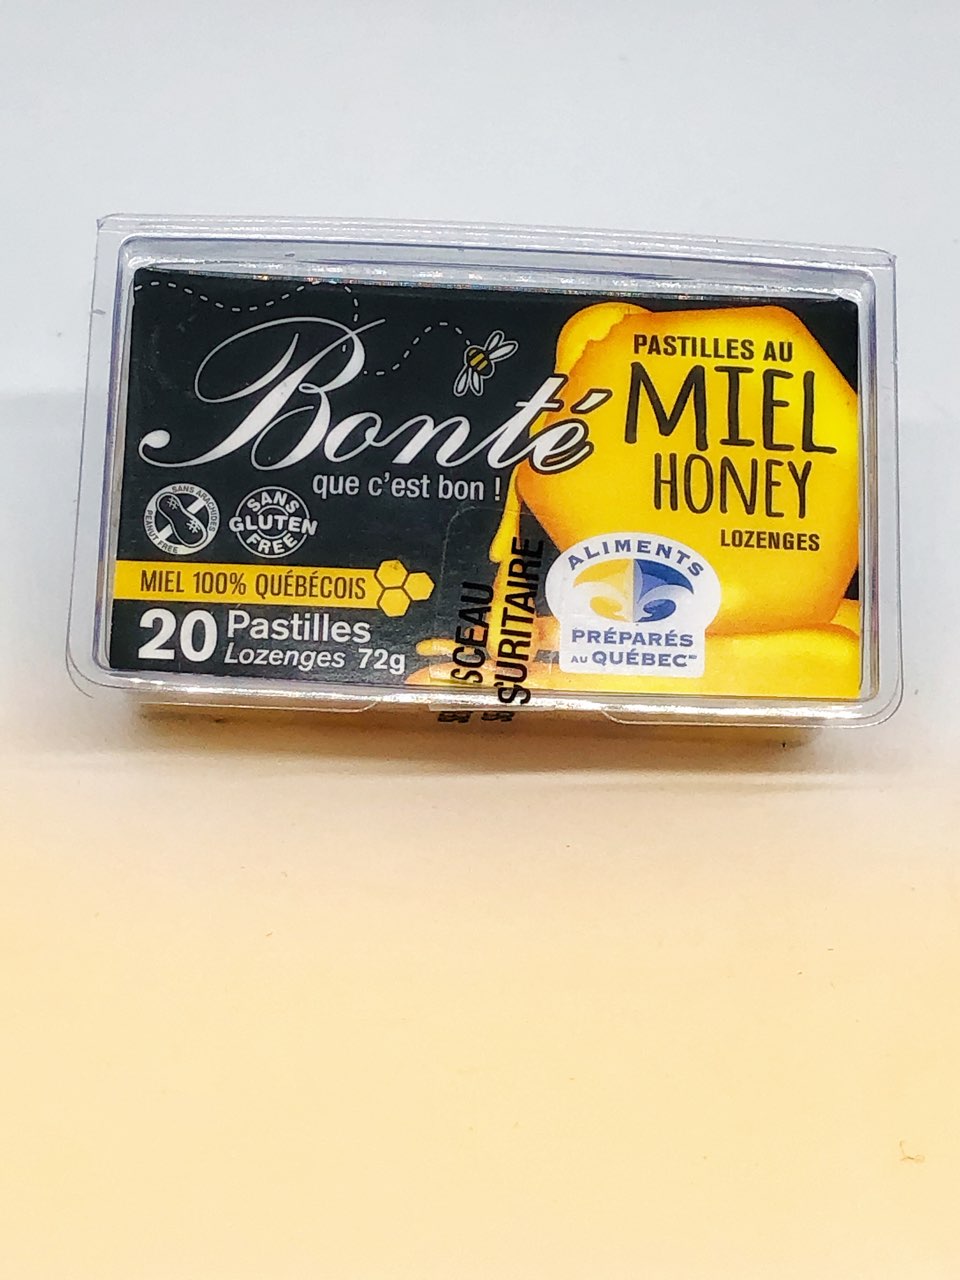 Bonté
que c'est bon !
PASTILLES AU
MIEL
HONEY
LOZENGES
SANS ARACHIDES
PEANUT FREE
SANS
GLUTEN
FREE
MIEL 100% QUÉBÉCOIS
20 Pastilles
Lozenges 72g
SCEAU
SURITAIRE
ALIMENTS
PRÉPARÉS
AU QUÉBEC